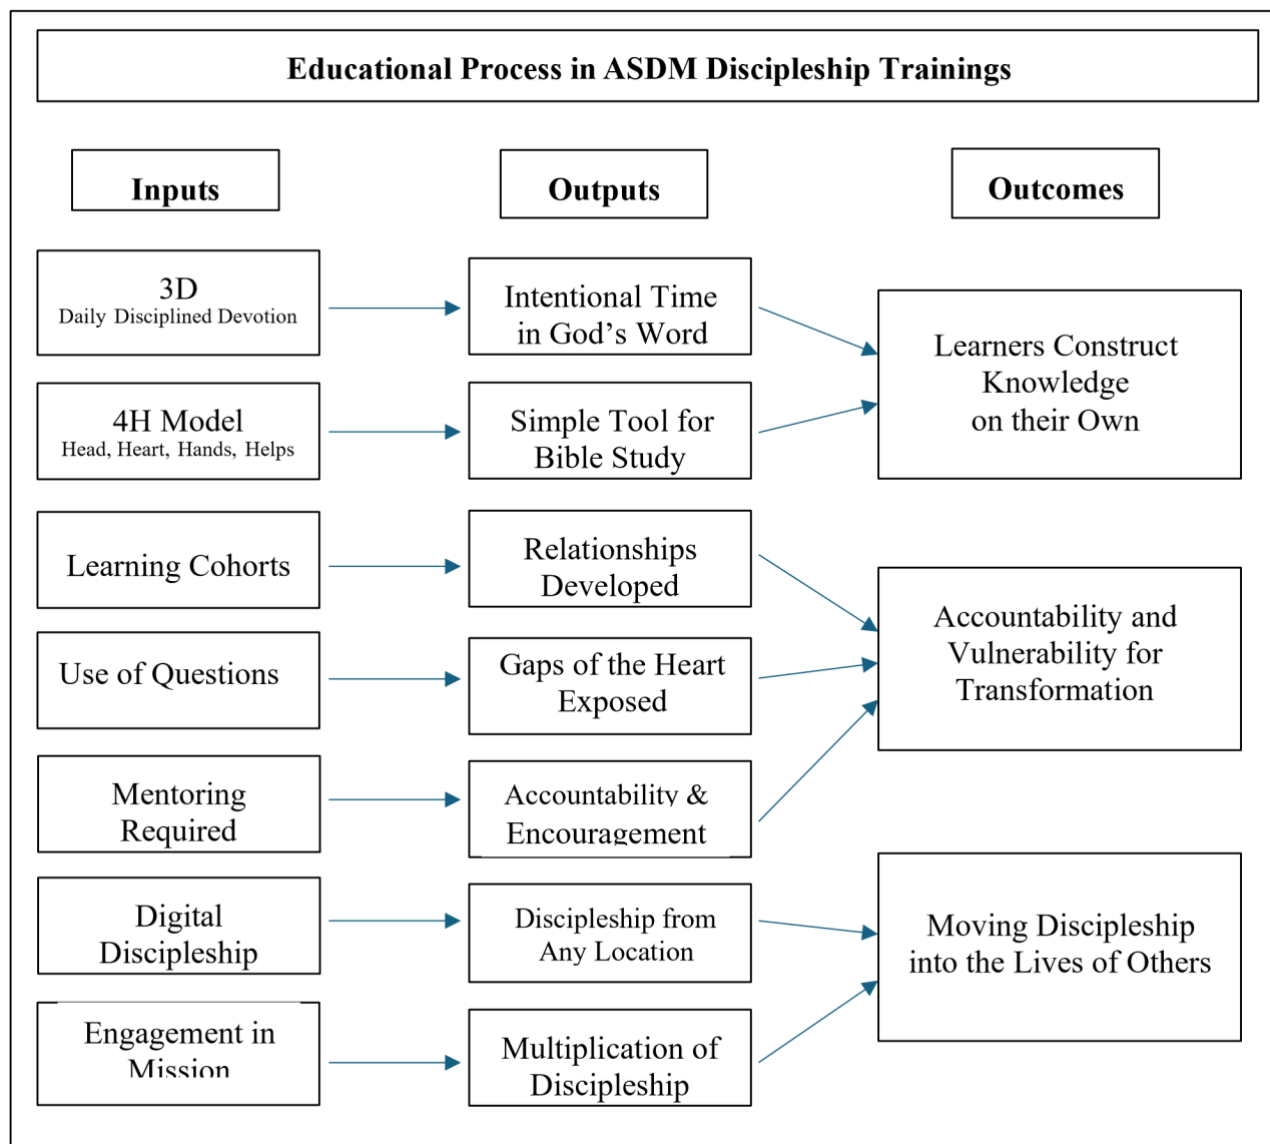 Educational Process in ASDM Discipleship Trainings
Inputs
Outputs
Outcomes
3D
Daily Disciplined Devotion
Intentional Time
in God’s Word
Learners Construct
Knowledge
on their Own
4H Model
Head, Heart, Hands, Helps
Simple Tool for
Bible Study
Learning Cohorts
Relationships
Developed
Accountability and
Vulnerability for
Transformation
Use of Questions
Gaps of the Heart
Exposed
Mentoring
Required
Accountability &
Encouragement
Digital
Discipleship
Discipleship from
Any Location
Moving Discipleship
into the Lives of Others
Engagement in
Mission
Multiplication of
Discipleship